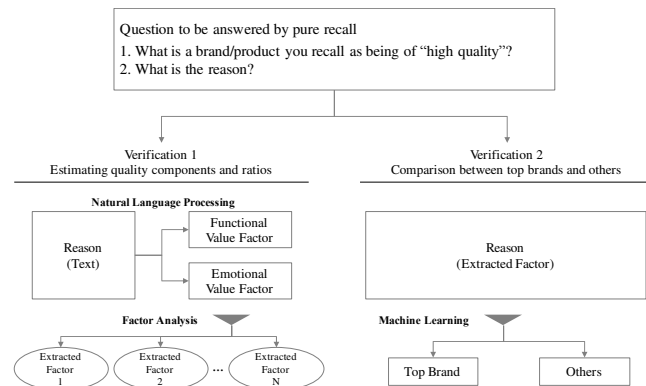 Question to be answered by pure recall
1. What is a brand/product you recall as being of “high quality”?
2. What is the reason?
Verification 1
Estimating quality components and ratios
Verification 2
Comparison between top brands and others
Natural Language Processing
Reason
(Text)
Functional
Value Factor
Emotional
Value Factor
Reason
(Extracted Factor)
Factor Analysis
Machine Learning
Extracted
Factor
1
Extracted
Factor
2
...
Extracted
Factor
N
Top Brand
Others